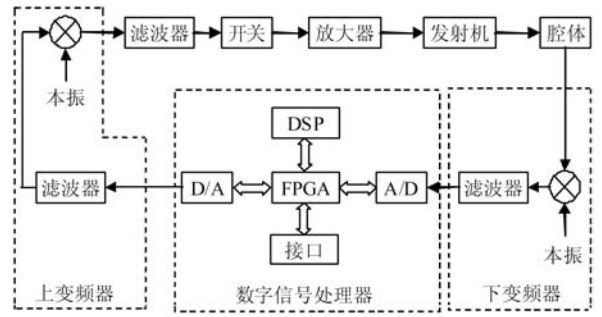 滤波器 开关 放大器 发射机 腔体
本振
DSP
滤波器 D/A FPGA A/D 滤波器
接口 本振
上变频器 数字信号处理器 下变频器